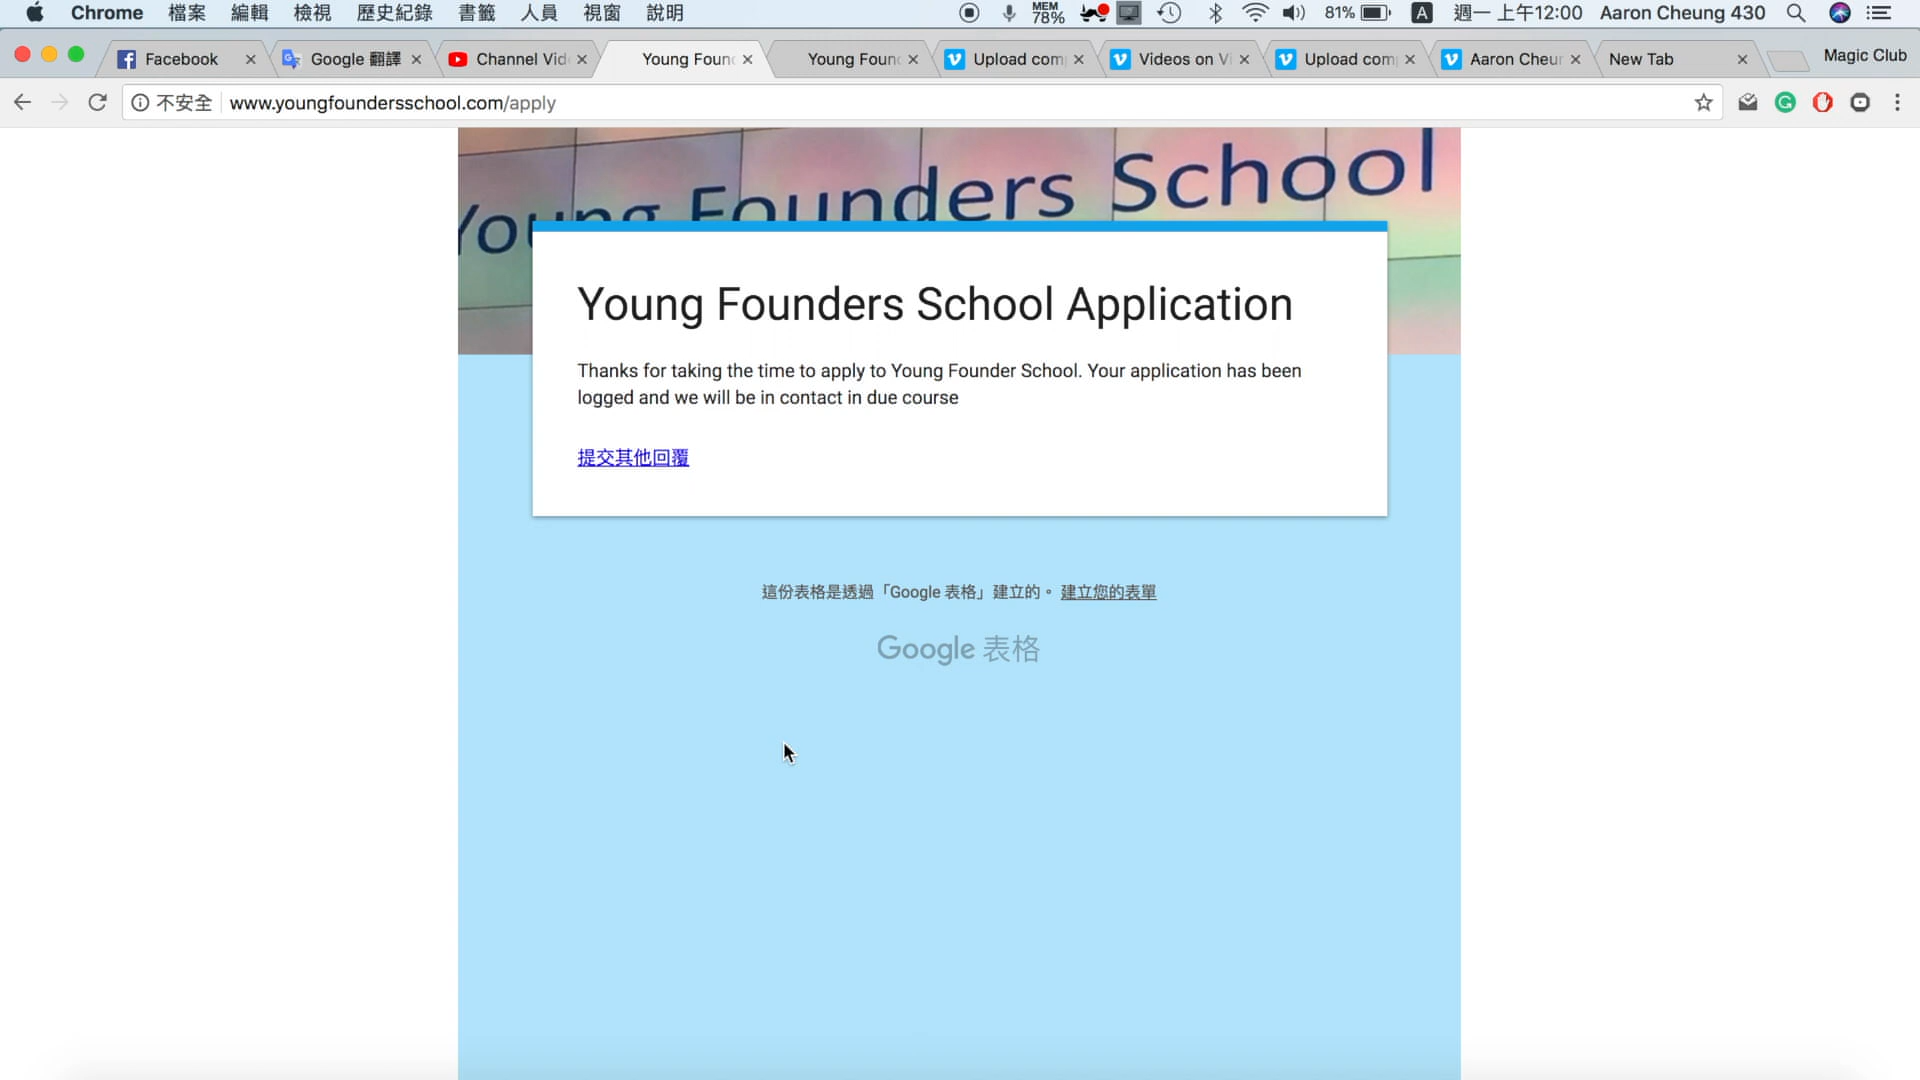 Chrome 檔案 編輯 檢視 歷史紀錄 書籤 人員 視窗 說明 MEM 78% 81% A 週一 上午12:00 Aaron Cheung 430
Facebook Google 翻譯 Channel Vid Young Foun Young Foun Upload com Videos on Vi Upload com Aaron Cheun New Tab Magic Club
不安全 www.youngfoundersschool.com/apply
Young Founders School
Young Founders School Application
Thanks for taking the time to apply to Young Founder School. Your application has been
logged and we will be in contact in due course
提交其他回覆
這份表格是透過「Google 表格」建立的。 建立您的表單
Google 表格